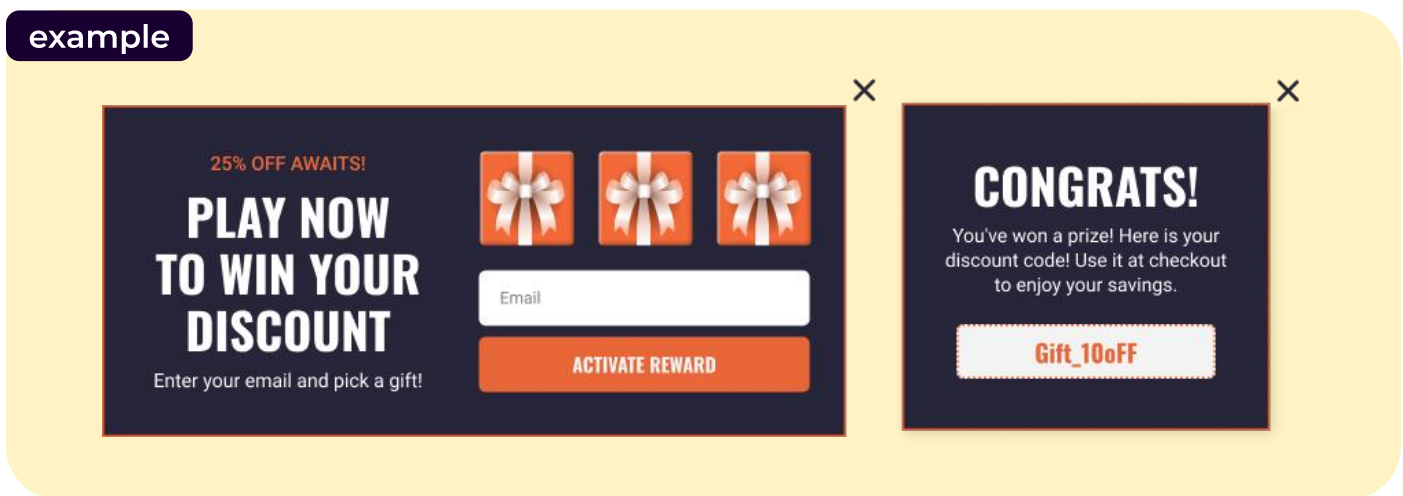 example
25% OFF AWAITS!
PLAY NOW
TO WIN YOUR
DISCOUNT
Enter your email and pick a gift!
Email
ACTIVATE REWARD
CONGRATS!
You've won a prize! Here is your
discount code! Use it at checkout
to enjoy your savings.
Gift_10oFF